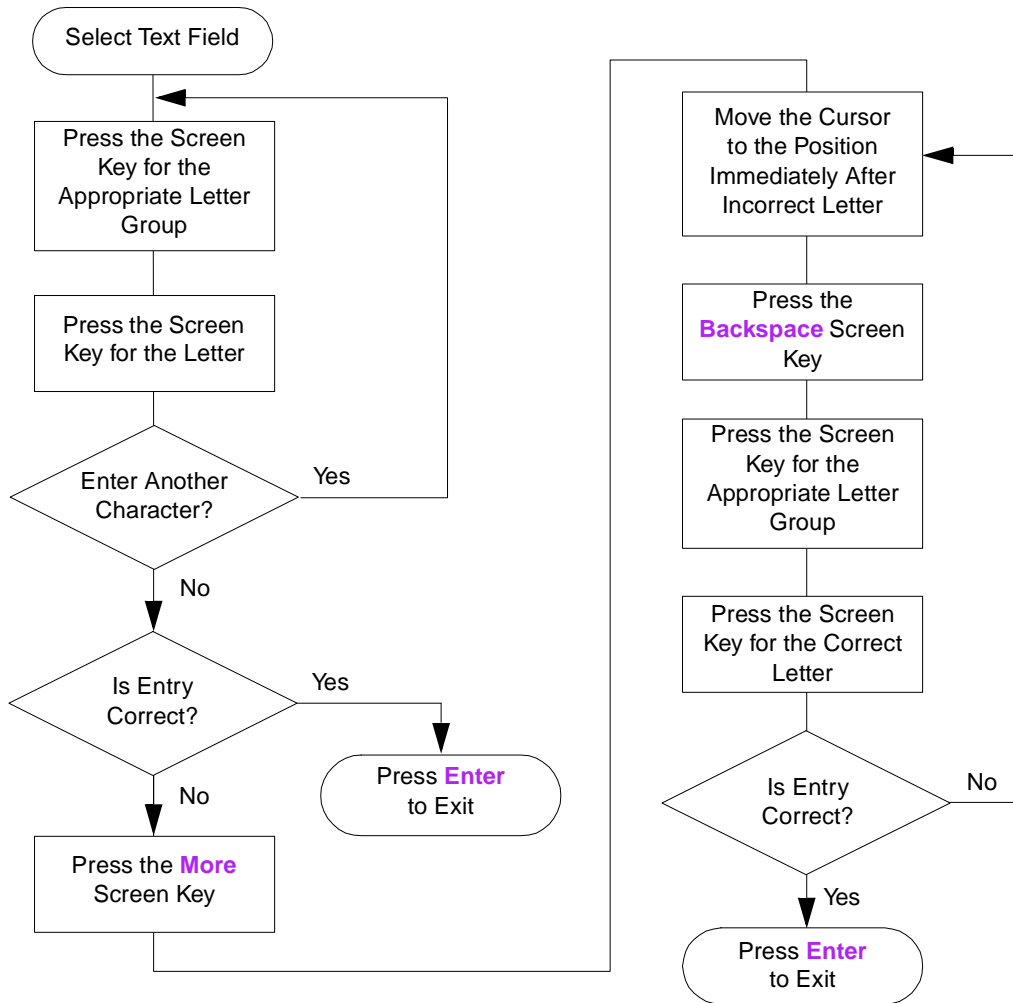 Select Text Field
Press the Screen
Key for the
Appropriate Letter
Group
Press the Screen
Key for the Letter
Enter Another
Character?
Yes
No
Is Entry
Correct?
Yes
Press Enter
to Exit
No
Press the More
Screen Key
Move the Cursor
to the Position
Immediately After
Incorrect Letter
Press the
Backspace Screen
Key
Press the Screen
Key for the
Appropriate Letter
Group
Press the Screen
Key for the Correct
Letter
Is Entry
Correct?
No
Yes
Press Enter
to Exit